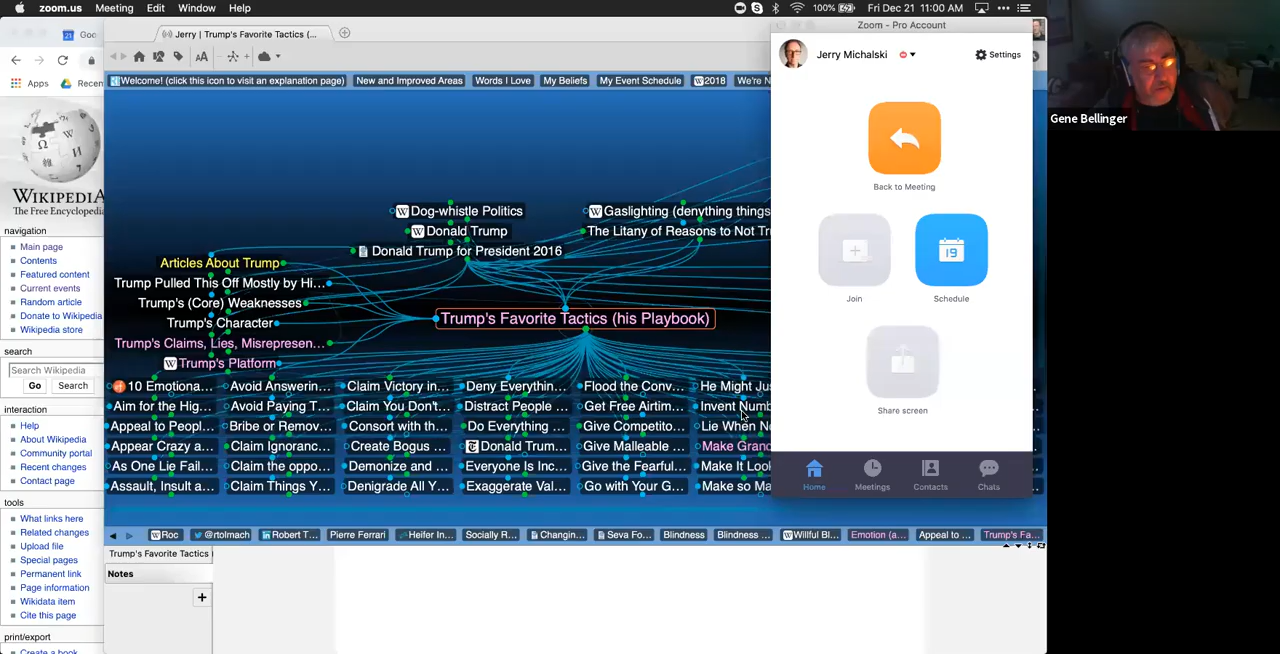 zoom.us Meeting Edit Window Help
100% Fri Dec 21 11:00 AM
Goo
Apps Recen
WIKIPEDIA
The Free Encyclopedia
navigation
Main page
Contents
Featured content
Current events
Random article
Donate to Wikipedia
Wikipedia store
search
Search Wikipedia
Go Search
interaction
Help
About Wikipedia
Community portal
Recent changes
Contact page
tools
What links here
Related changes
Upload file
Special pages
Permanent link
Page information
Wikidata item
Cite this page
print/export
Create a book
Jerry | Trump's Favorite Tactics (...
AA
Welcome! (click this icon to visit an explanation page) New and Improved Areas Words I Love My Beliefs My Event Schedule W 2018 We're N
W Dog-whistle Politics
W Donald Trump
Donald Trump for President 2016
W Gaslighting (denything things
The Litany of Reasons to Not Tr
Articles About Trump
Trump Pulled This Off Mostly by Hi...
Trump's (Core) Weaknesses
Trump's Character
Trump's Claims, Lies, Misrepresen...
W Trump's Platform
Trump's Favorite Tactics (his Playbook)
10 Emotiona... Avoid Answerin... Claim Victory in... Deny Everythin... Flood the Conv... He Might Jus
Aim for the Hig... Avoid Paying T... Claim You Don't... Distract People ... Get Free Airtim... Invent Numb
Appeal to Peopl... Bribe or Remov... Consort with th... Do Everything ... Give Competito... Lie When No
Appear Crazy a... Claim Ignoranc... Create Bogus ... Donald Trum... Give Malleable ... Make Grand
As One Lie Fail... Claim the oppo... Demonize and ... Everyone Is Inc... Give the Fearful... Make It Look
Assault, Insult a... Claim Things Y... Denigrate All Y... Exaggerate Val... Go with Your G... Make so Ma
W Roc @rtolmach in Robert T... Pierre Ferrari Heifer In... Socially R... Changin... Seva Fo... Blindness Blindness ... W Willful Bl... Emotion (a... Appeal to ... Trump's Fa...
Trump's Favorite Tactics
Notes
+
Zoom - Pro Account
Jerry Michalski Settings
Back to Meeting
19
Join Schedule
Share screen
Home Meetings Contacts Chats
Gene Bellinger